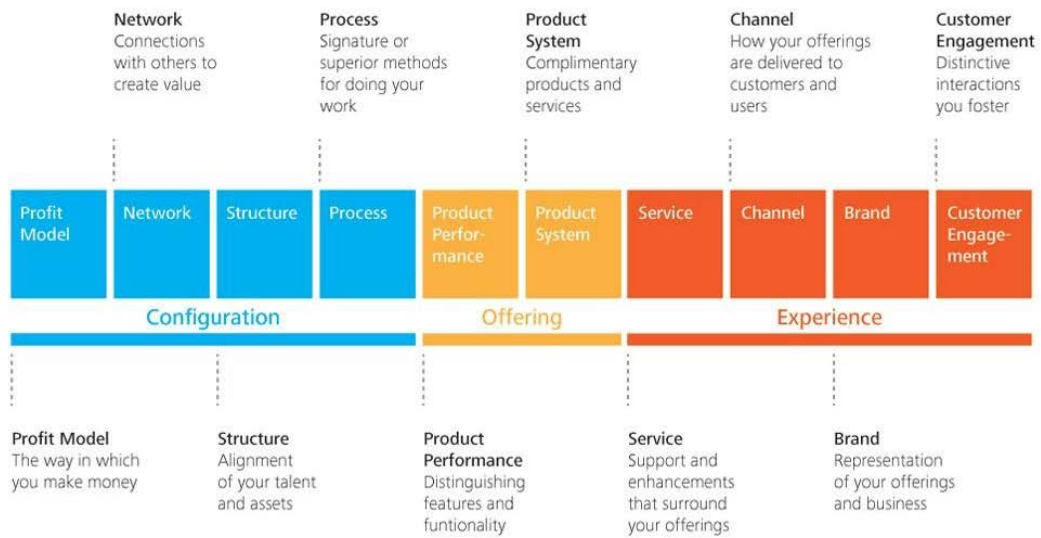 Network
Connections
with others to
create value
Process
Signature or
superior methods
for doing your
work
Product
System
Complimentary
products and
services
Channel
How your offerings
are delivered to
customers and
users
Customer
Engagement
Distinctive
interactions
you foster
Profit
Model
Network
Structure
Process
Product
Perfor-
mance
Product
System
Service
Channel
Brand
Customer
Engage-
ment
Configuration
Offering
Experience
Profit Model
The way in which
you make money
Structure
Alignment
of your talent
and assets
Product
Performance
Distinguishing
features and
funtionality
Service
Support and
enhancements
that surround
your offerings
Brand
Representation
of your offerings
and business